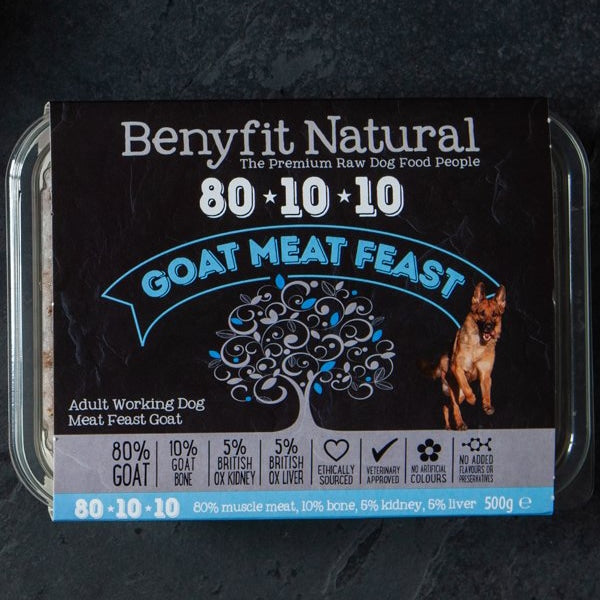 Benyfit Natural
The Premium Raw Dog Food People
80 ★ 10 ★ 10
GOAT MEAT FEAST
Adult Working Dog
Meat Feast Goat
80%
GOAT
10%
GOAT
BONE
5%
BRITISH
OX KIDNEY
5%
BRITISH
OX LIVER
ETHICALLY
SOURCED
VETERINARY
APPROVED
NO ARTIFICIAL
COLOURS
NO ADDED
FLAVOURS OR
PRESERVATIVES
80 ★ 10 ★ 10 80% muscle meat, 10% bone, 5% kidney, 5% liver 500g ℮